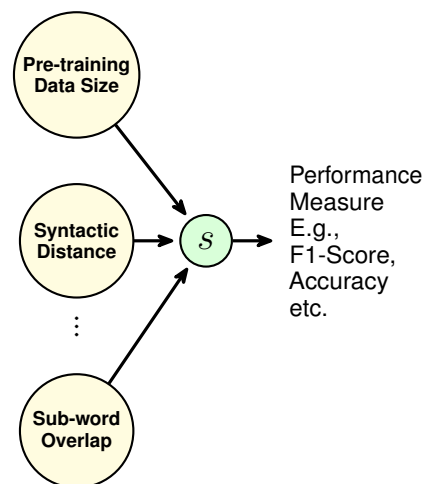 Pre-training
Data Size
Syntactic
Distance
s
Performance
Measure
E.g.,
F1-Score,
Accuracy
etc.
⋮
Sub-word
Overlap